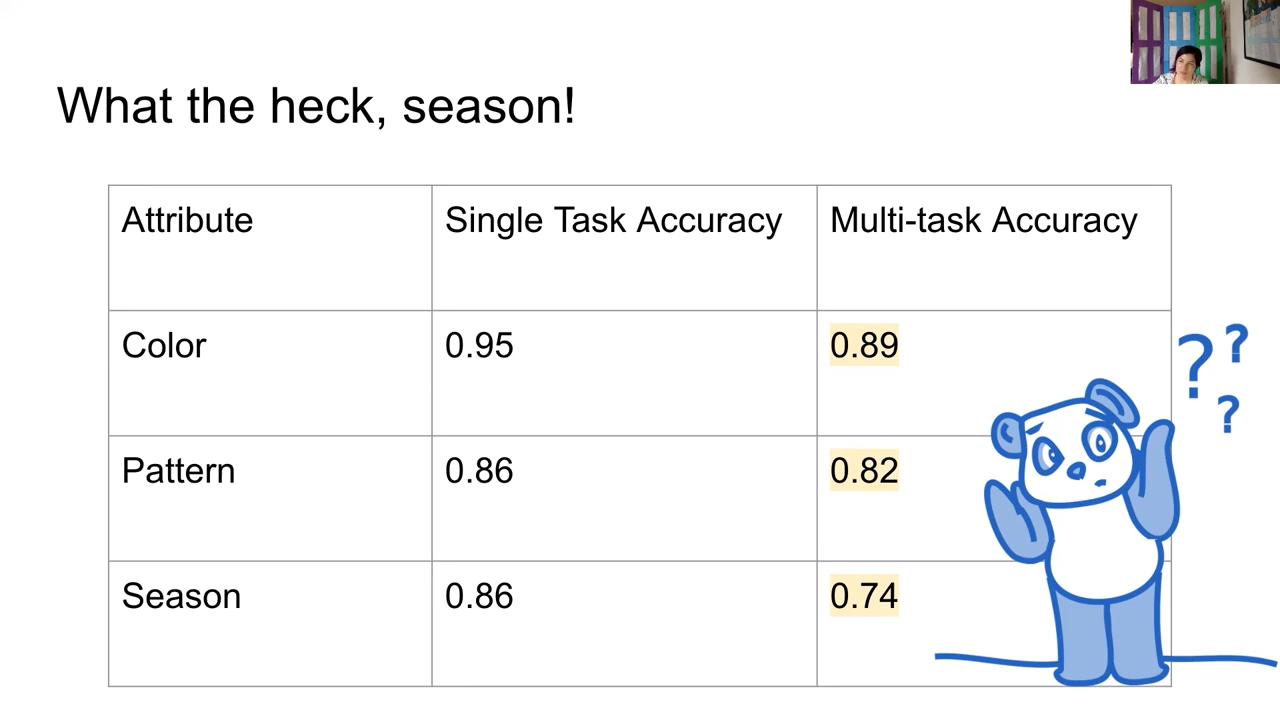 What the heck, season!
Attribute Single Task Accuracy Multi-task Accuracy
Color 0.95 0.89
Pattern 0.86 0.82
Season 0.86 0.74
? ? ?